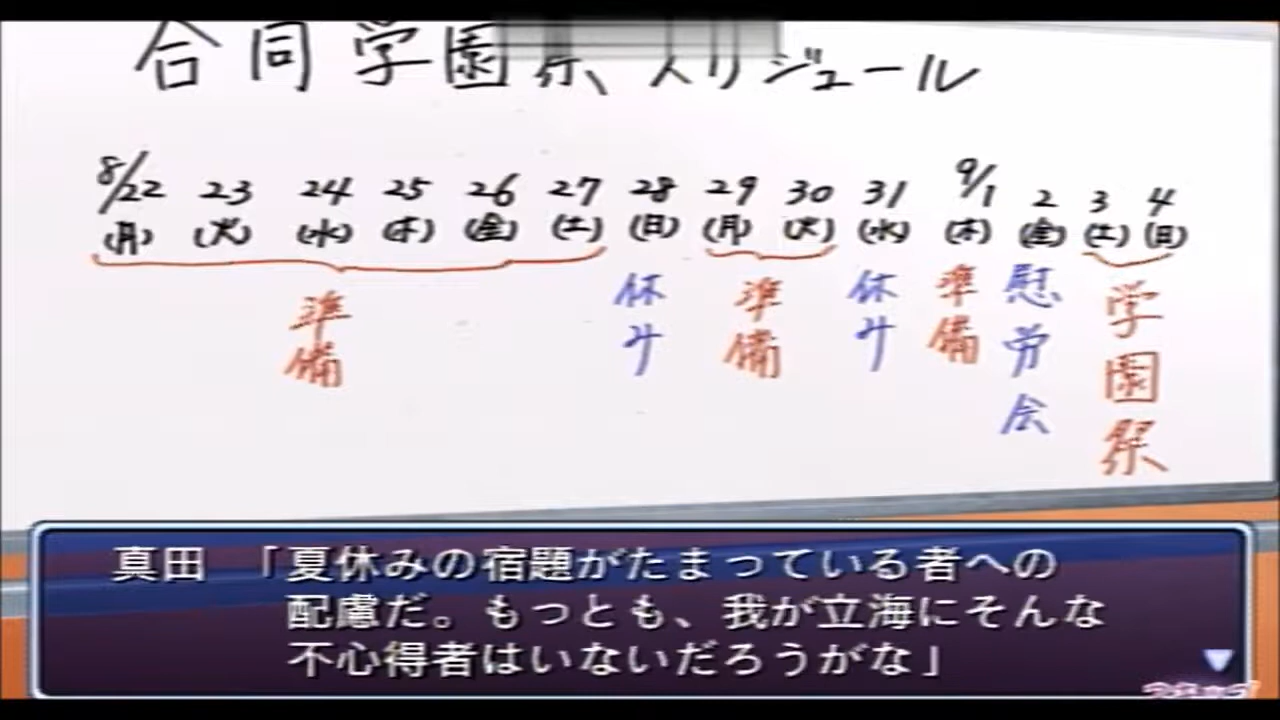 合同学園祭スケジュール
8/22 23 24 25 26 27 28 29 30 31 9/1 2 3 4
(月) (火) (水) (木) (金) (土) (日) (月) (火) (水) (木) (金) (土) (日)
準備 休み 準備 休み 準備 慰労会 学園祭
真田 「夏休みの宿題がたまっている者への
配慮だ。もっとも、我が立海にそんな
不心得者はいないだろうがな」